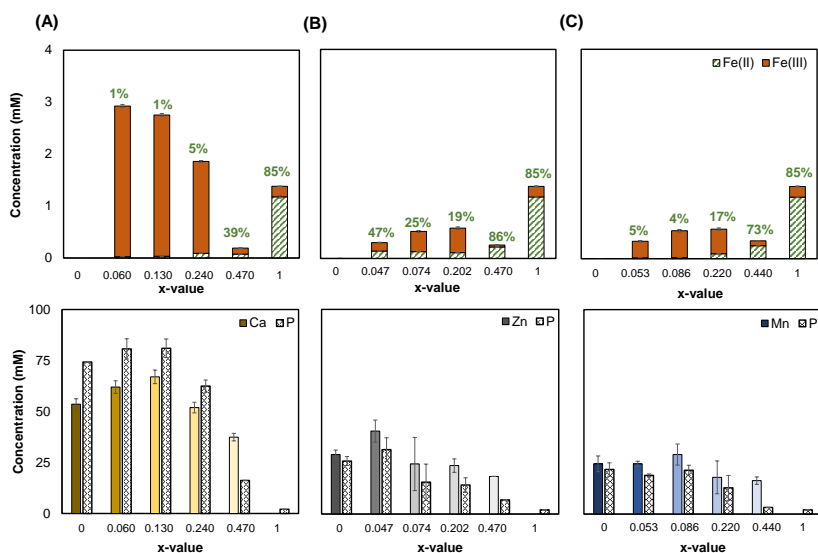 (A)
(B)
(C)
Concentration (mM)
4
3
2
1
0
1%
1%
5%
39%
85%
0 0.060 0.130 0.240 0.470 1
x-value
47%
25%
19%
86%
85%
0 0.047 0.074 0.202 0.470 1
x-value
Fe(II) Fe(III)
5%
4%
17%
73%
85%
0 0.053 0.086 0.220 0.440 1
x-value
Concentration (mM)
100
75
50
25
0
Ca P
0 0.060 0.130 0.240 0.470 1
x-value
Zn P
0 0.047 0.074 0.202 0.470 1
x-value
Mn P
0 0.053 0.086 0.220 0.440 1
x-value